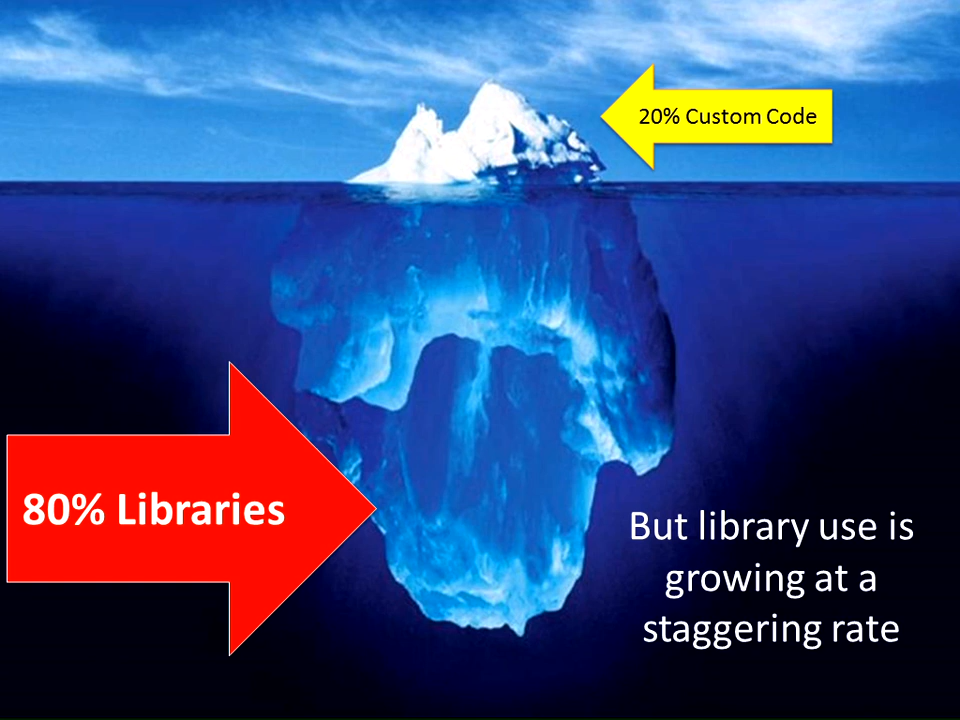 20% Custom Code
80% Libraries
But library use is
growing at a
staggering rate